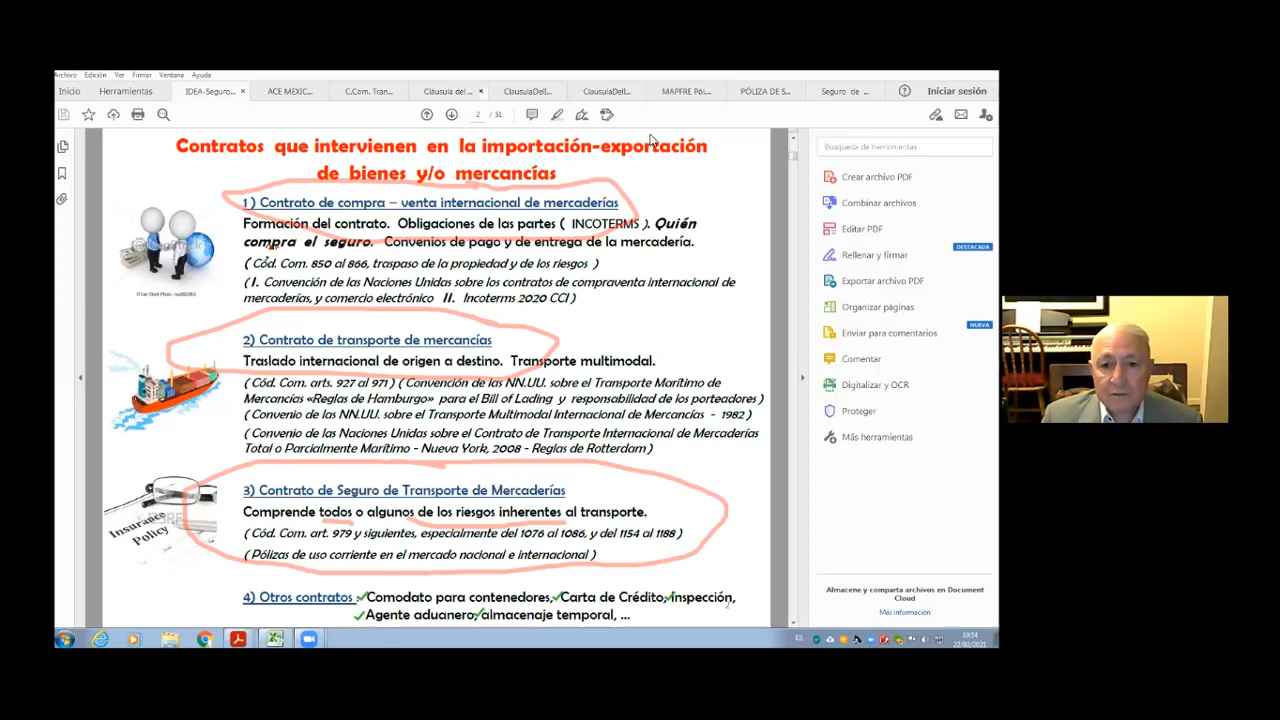 Archivo Edición Ver Firmar Ventana Ayuda
Inicio Herramientas IDEA-Seguro... × ACE MEXIC... C.Com. Tran... Cláusula del ... × ClausulaDelI... ClausulaDelI... MAPFRE Póli... PÓLIZA DE S... Seguro de ... Iniciar sesión
2 / 51
Contratos que intervienen en la importación-exportación
de bienes y/o mercancías
1) Contrato de compra – venta internacional de mercaderías
Formación del contrato. Obligaciones de las partes ( INCOTERMS ). Quién
compra el seguro. Convenios de pago y de entrega de la mercadería.
( Cód. Com. 850 al 866, traspaso de la propiedad y de los riesgos )
( I. Convención de las Naciones Unidas sobre los contratos de compraventa internacional de
mercaderías, y comercio electrónico II. Incoterms 2020 CCI )
2) Contrato de transporte de mercancías
Traslado internacional de origen a destino. Transporte multimodal.
( Cód. Com. arts. 927 al 971 ) ( Convención de las NN.UU. sobre el Transporte Marítimo de
Mercancías «Reglas de Hamburgo» para el Bill of Lading y responsabilidad de los porteadores )
( Convenio de las NN.UU. sobre el Transporte Multimodal Internacional de Mercancías - 1982 )
( Convenio de las Naciones Unidas sobre el Contrato de Transporte Internacional de Mercaderías
Total o Parcialmente Marítimo - Nueva York, 2008 - Reglas de Rotterdam )
Insurance
Policy
3) Contrato de Seguro de Transporte de Mercaderías
Comprende todos o algunos de los riesgos inherentes al transporte.
( Cód. Com. art. 979 y siguientes, especialmente del 1076 al 1086, y del 1154 al 1188 )
( Pólizas de uso corriente en el mercado nacional e internacional )
4) Otros contratos : ✓Comodato para contenedores, ✓Carta de Crédito, ✓Inspección,
✓Agente aduanero, ✓almacenaje temporal, ...
2
Búsqueda de herramientas
Crear archivo PDF
Combinar archivos
Editar PDF
DESTACADA
Rellenar y firmar
Exportar archivo PDF
Organizar páginas
NUEVA
Enviar para comentarios
Comentar
Digitalizar y OCR
Proteger
Más herramientas
Almacene y comparta archivos en Document
Cloud
Más información
ES
19:54
22/02/2021